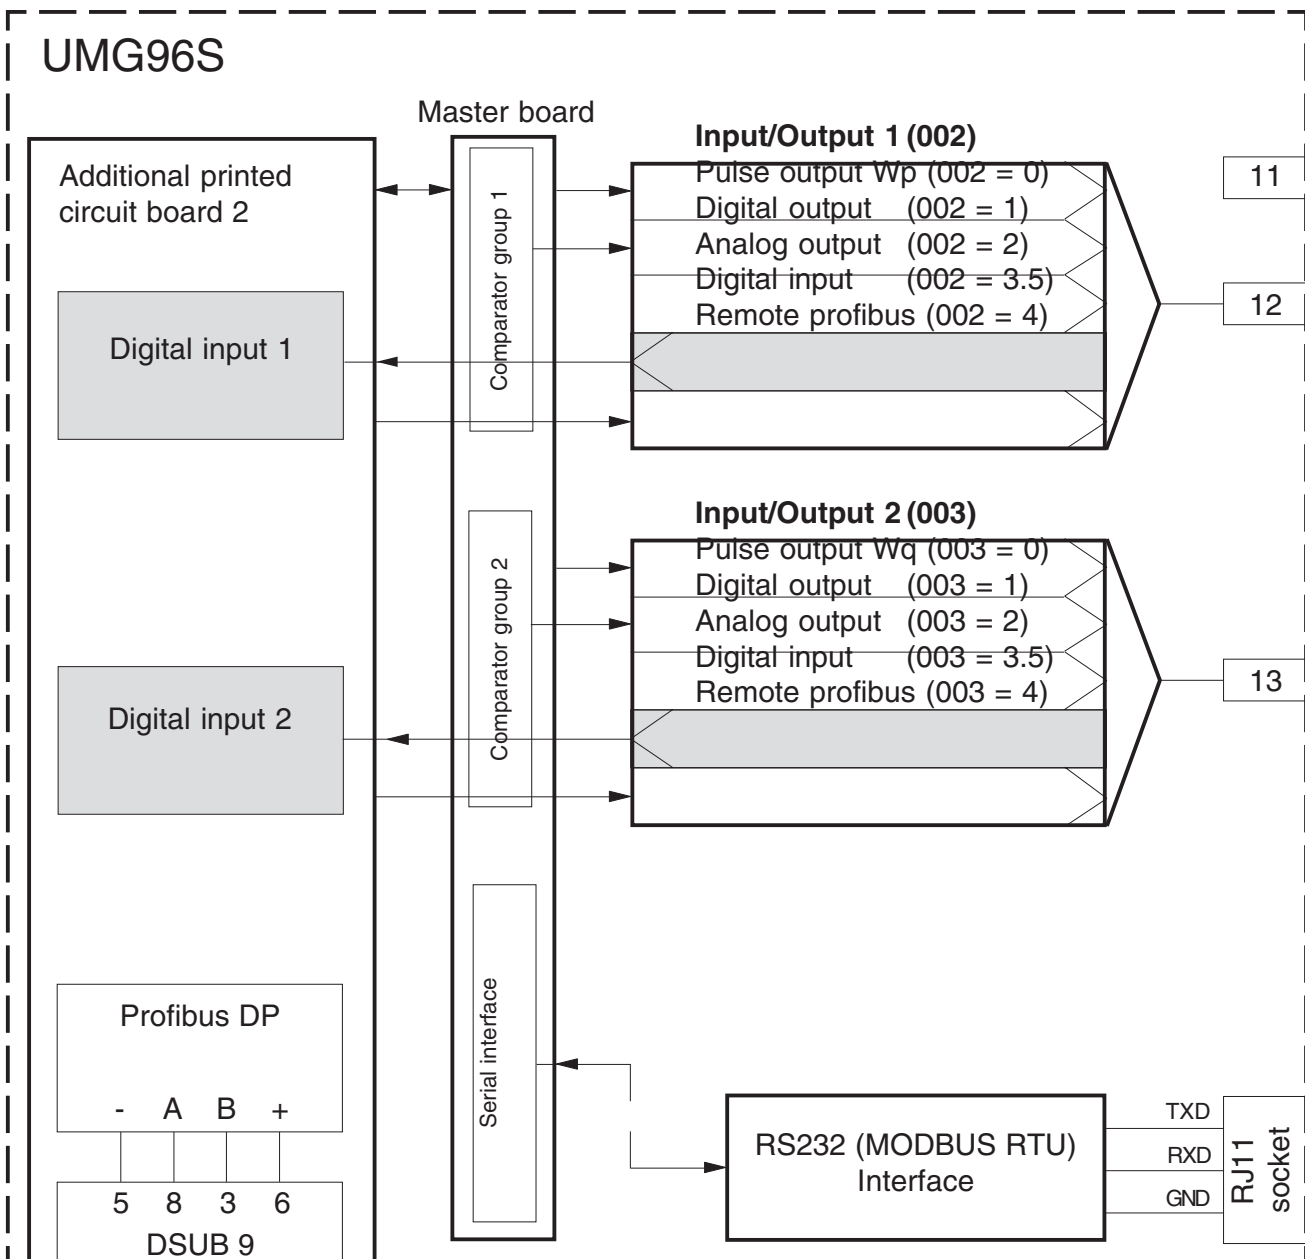 UMG96S
Master board
Additional printed
circuit board 2
Digital input 1
Digital input 2
Profibus DP
- A B +
5 8 3 6
DSUB 9
Comparator group 1
Comparator group 2
Serial interface
Input/Output 1 (002)
Pulse output Wp (002 = 0)
Digital output (002 = 1)
Analog output (002 = 2)
Digital input (002 = 3.5)
Remote profibus (002 = 4)
11
12
Input/Output 2 (003)
Pulse output Wq (003 = 0)
Digital output (003 = 1)
Analog output (003 = 2)
Digital input (003 = 3.5)
Remote profibus (003 = 4)
13
RS232 (MODBUS RTU)
Interface
TXD
RXD
GND
RJ11
socket